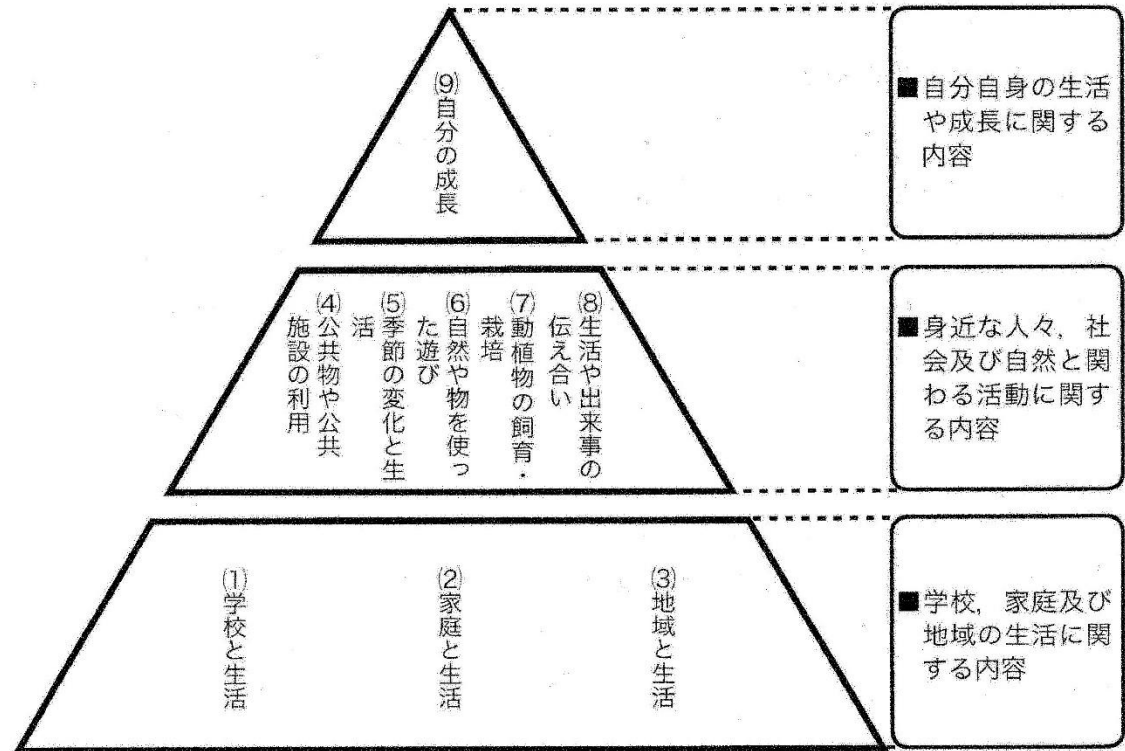 (9)自分の成長
■自分自身の生活
や成長に関する
内容
(4)公共物や公共
施設の利用
(5)季節の変化と生
活
(6)自然や物を使っ
た遊び
(7)動植物の飼育・
栽培
(8)生活や出来事の
伝え合い
■身近な人々，社
会及び自然と関
わる活動に関す
る内容
(1)学校と生活
(2)家庭と生活
(3)地域と生活
■学校，家庭及び
地域の生活に関
する内容